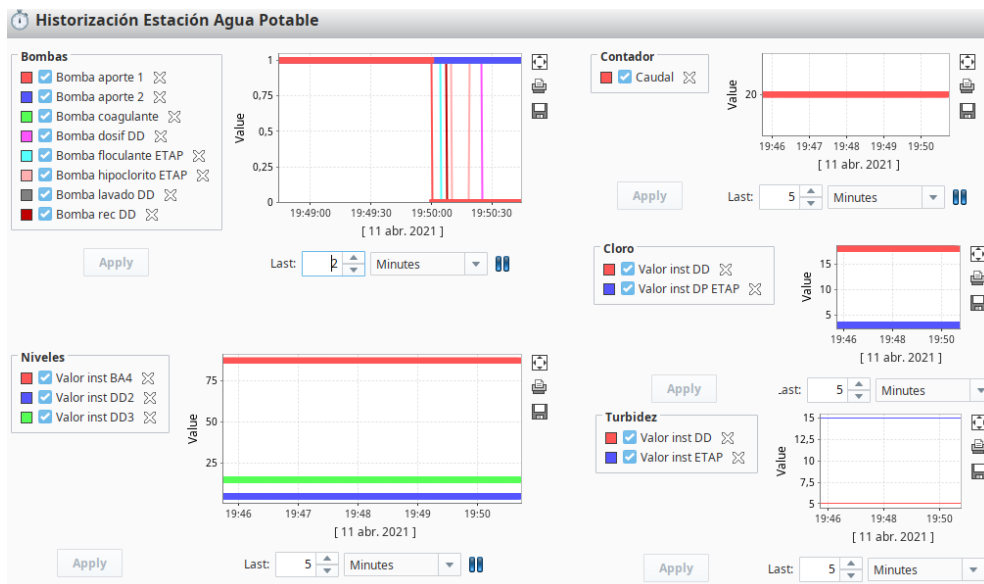 Historización Estación Agua Potable
Bombas
Bomba aporte 1
Bomba aporte 2
Bomba coagulante
Bomba dosif DD
Bomba floculante ETAP
Bomba hipoclorito ETAP
Bomba lavado DD
Bomba rec DD
Apply
Value
1
0,75
0,5
0,25
0
19:49:00 19:49:30 19:50:00 19:50:30
[ 11 abr. 2021 ]
Last: 2 Minutes
Contador
Caudal
Apply
Value
20
19:46 19:47 19:48 19:49 19:50
[ 11 abr. 2021 ]
Last: 5 Minutes
Cloro
Valor inst DD
Valor inst DP ETAP
Apply
Value
15
10
5
19:46 19:48 19:50
[ 11 abr. 2021 ]
Last: 5 Minutes
Niveles
Valor inst BA4
Valor inst DD2
Valor inst DD3
Apply
Value
75
50
25
19:46 19:47 19:48 19:49 19:50
[ 11 abr. 2021 ]
Last: 5 Minutes
Turbidez
Valor inst DD
Valor inst ETAP
Apply
Value
15
12,5
10
7,5
5
19:46 19:48 19:50
[ 11 abr. 2021 ]
Last: 5 Minutes